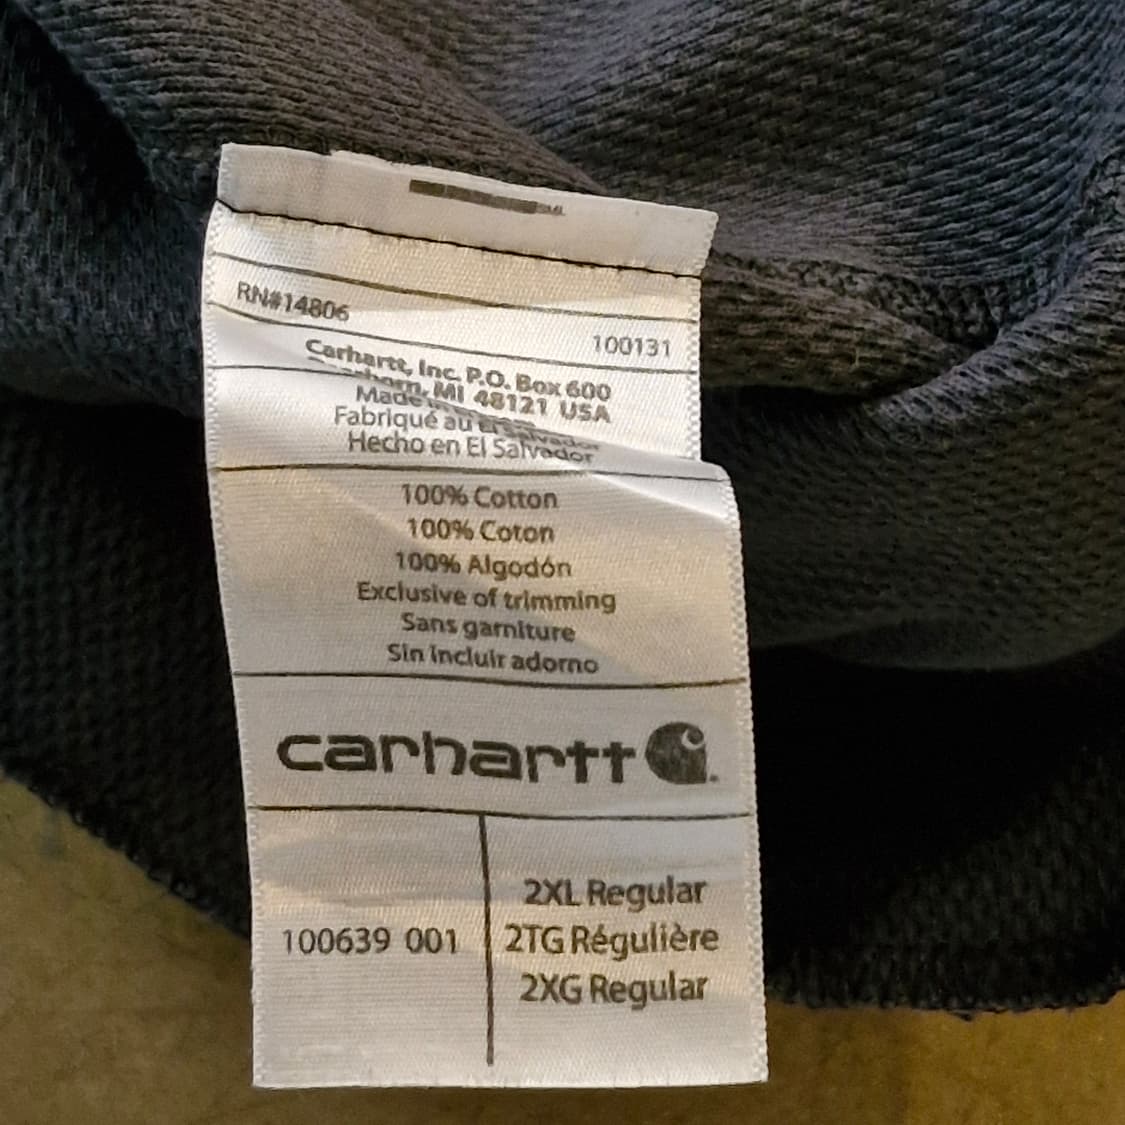 RN#14806
100131
Carhartt, Inc. P.O. Box 600
MI 48121 USA
Made
Fabriqué au El Salvador
Hecho en El Salvador
100% Cotton
100% Coton
100% Algodón
Exclusive of trimming
Sans garniture
Sin incluir adorno
carhartt
100639 001
2XL Regular
2TG Régulière
2XG Regular